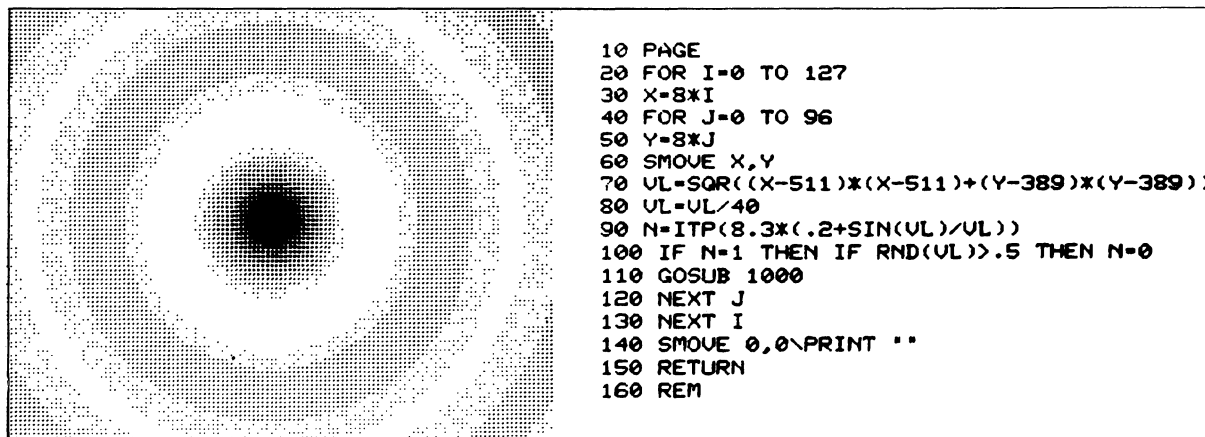 10 PAGE
20 FOR I=0 TO 127
30 X=8*I
40 FOR J=0 TO 96
50 Y=8*J
60 SMOVE X,Y
70 VL=SQR((X-511)*(X-511)+(Y-389)*(Y-389))
80 VL=VL/40
90 N=ITP(8.3*(.2+SIN(VL)/VL))
100 IF N=1 THEN IF RND(VL)>.5 THEN N=0
110 GOSUB 1000
120 NEXT J
130 NEXT I
140 SMOVE 0,0\PRINT ""
150 RETURN
160 REM